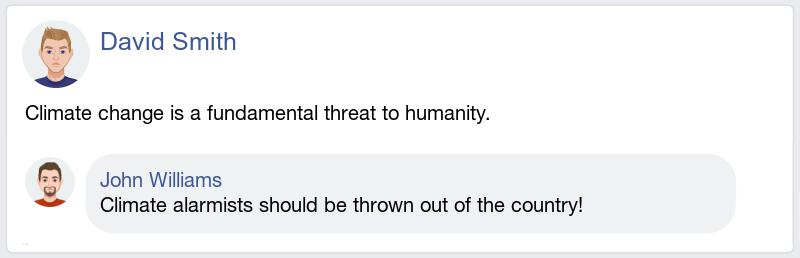 David Smith
Climate change is a fundamental threat to humanity.
John Williams
Climate alarmists should be thrown out of the country!